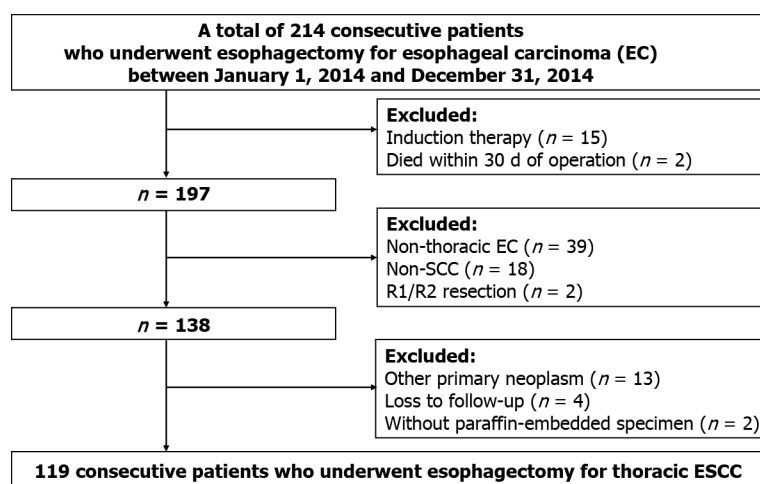 A total of 214 consecutive patients
who underwent esophagectomy for esophageal carcinoma (EC)
between January 1, 2014 and December 31, 2014
Excluded:
Induction therapy (n = 15)
Died within 30 d of operation (n = 2)
n = 197
Excluded:
Non-thoracic EC (n = 39)
Non-SCC (n = 18)
R1/R2 resection (n = 2)
n = 138
Excluded:
Other primary neoplasm (n = 13)
Loss to follow-up (n = 4)
Without paraffin-embedded specimen (n = 2)
119 consecutive patients who underwent esophagectomy for thoracic ESCC